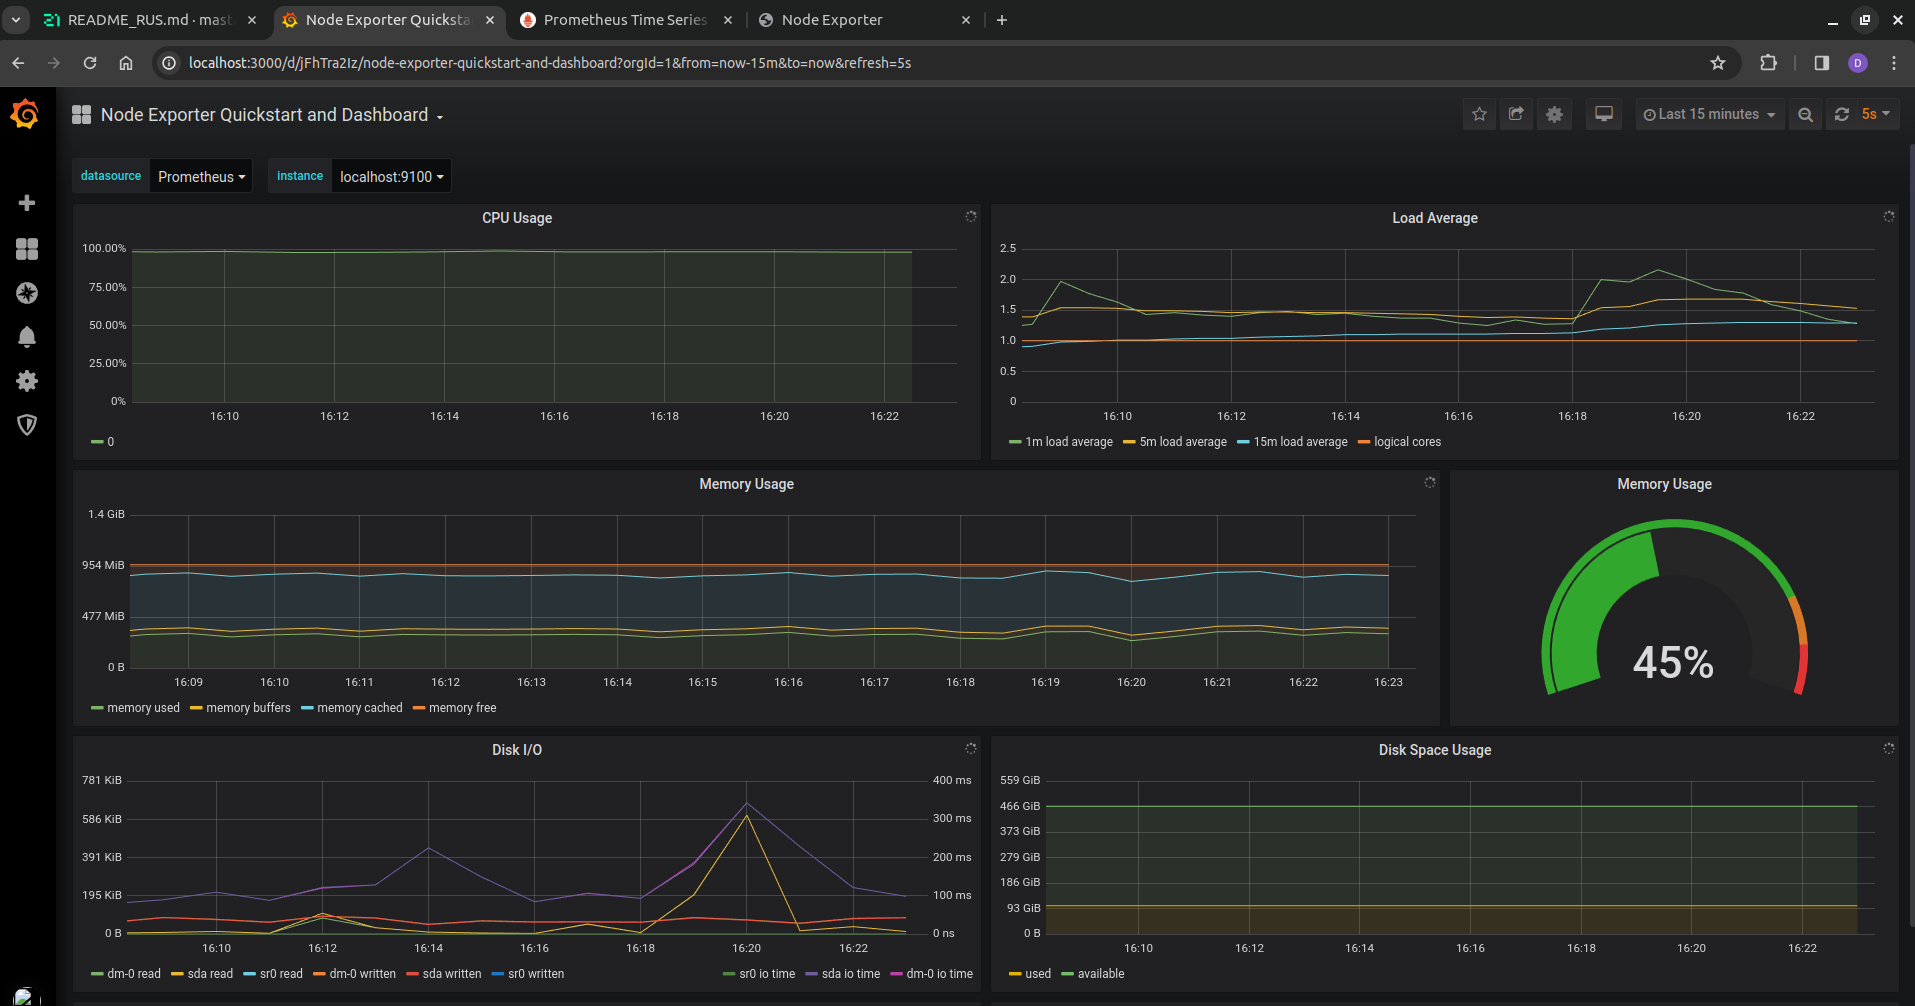 README_RUS.md · mast
Node Exporter Quicksta
Prometheus Time Series
Node Exporter
localhost:3000/d/jFhTra2Iz/node-exporter-quickstart-and-dashboard?orgId=1&from=now-15m&to=now&refresh=5s
D
Node Exporter Quickstart and Dashboard
Last 15 minutes
5s
datasource Prometheus instance localhost:9100
CPU Usage
100.00%
75.00%
50.00%
25.00%
0%
16:10 16:12 16:14 16:16 16:18 16:20 16:22
0
Load Average
2.5
2.0
1.5
1.0
0.5
0
16:10 16:12 16:14 16:16 16:18 16:20 16:22
1m load average 5m load average 15m load average logical cores
Memory Usage
1.4 GiB
954 MiB
477 MiB
0 B
16:09 16:10 16:11 16:12 16:13 16:14 16:15 16:16 16:17 16:18 16:19 16:20 16:21 16:22 16:23
memory used memory buffers memory cached memory free
Memory Usage
45%
Disk I/O
781 KiB
586 KiB
391 KiB
195 KiB
0 B
400 ms
300 ms
200 ms
100 ms
0 ns
16:10 16:12 16:14 16:16 16:18 16:20 16:22
dm-0 read sda read sr0 read dm-0 written sda written sr0 written sr0 io time sda io time dm-0 io time
Disk Space Usage
559 GiB
466 GiB
373 GiB
279 GiB
186 GiB
93 GiB
0 B
16:10 16:12 16:14 16:16 16:18 16:20 16:22
used available